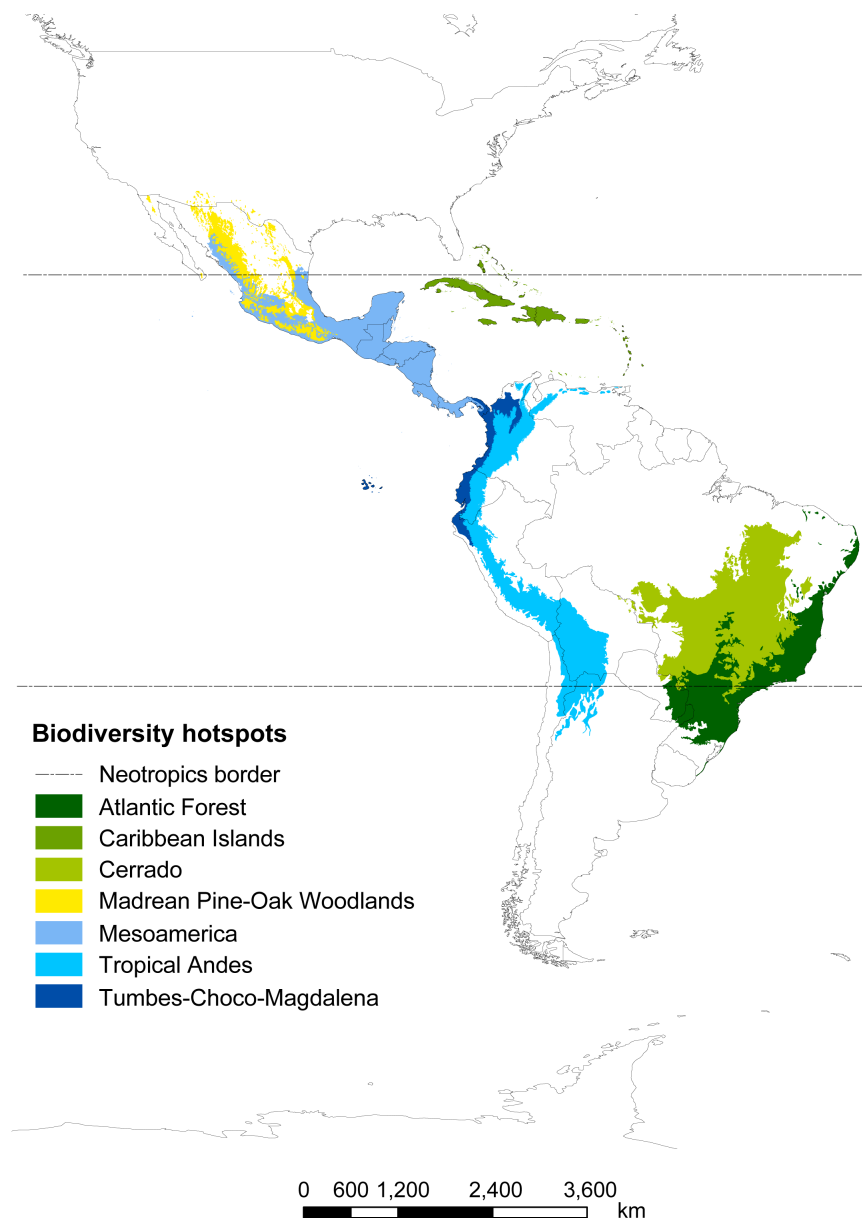 Biodiversity hotspots
Neotropics border
Atlantic Forest
Caribbean Islands
Cerrado
Madrean Pine-Oak Woodlands
Mesoamerica
Tropical Andes
Tumbes-Choco-Magdalena
0 600 1,200 2,400 3,600
km